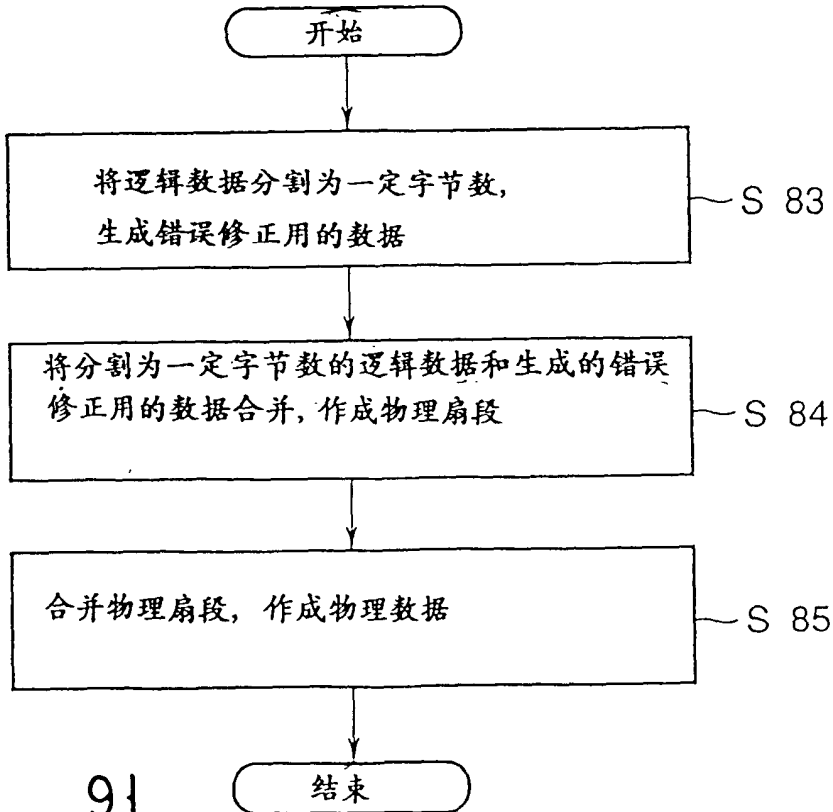 开始
将逻辑数据分割为一定字节数,
生成错误修正用的数据
S 83
将分割为一定字节数的逻辑数据和生成的错误
修正用的数据合并,作成物理扇段
S 84
合并物理扇段,作成物理数据
S 85
结束
91